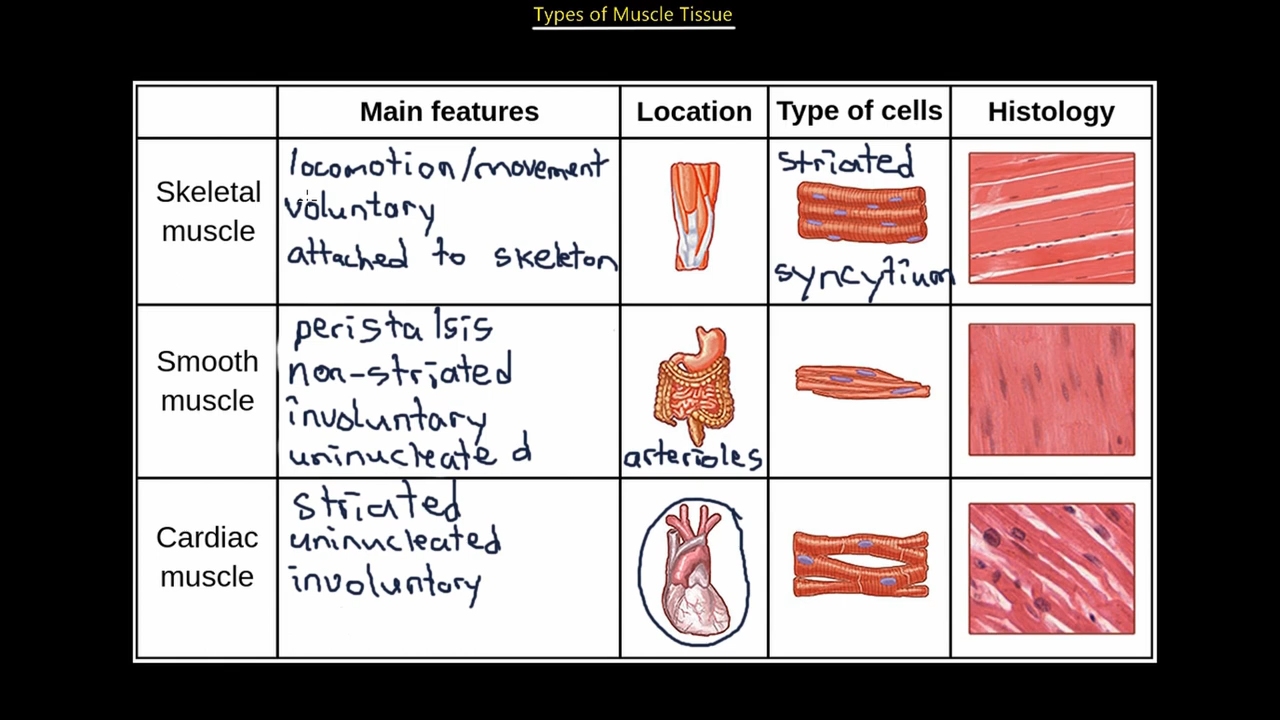 Types of Muscle Tissue
Main features
Location
Type of cells
Histology
Skeletal
muscle
locomotion/movement
voluntary
attached to skeleton
striated
syncytium
Smooth
muscle
peristalsis
non-striated
involuntary
uninucleated
arterioles
Cardiac
muscle
striated
uninucleated
involuntary